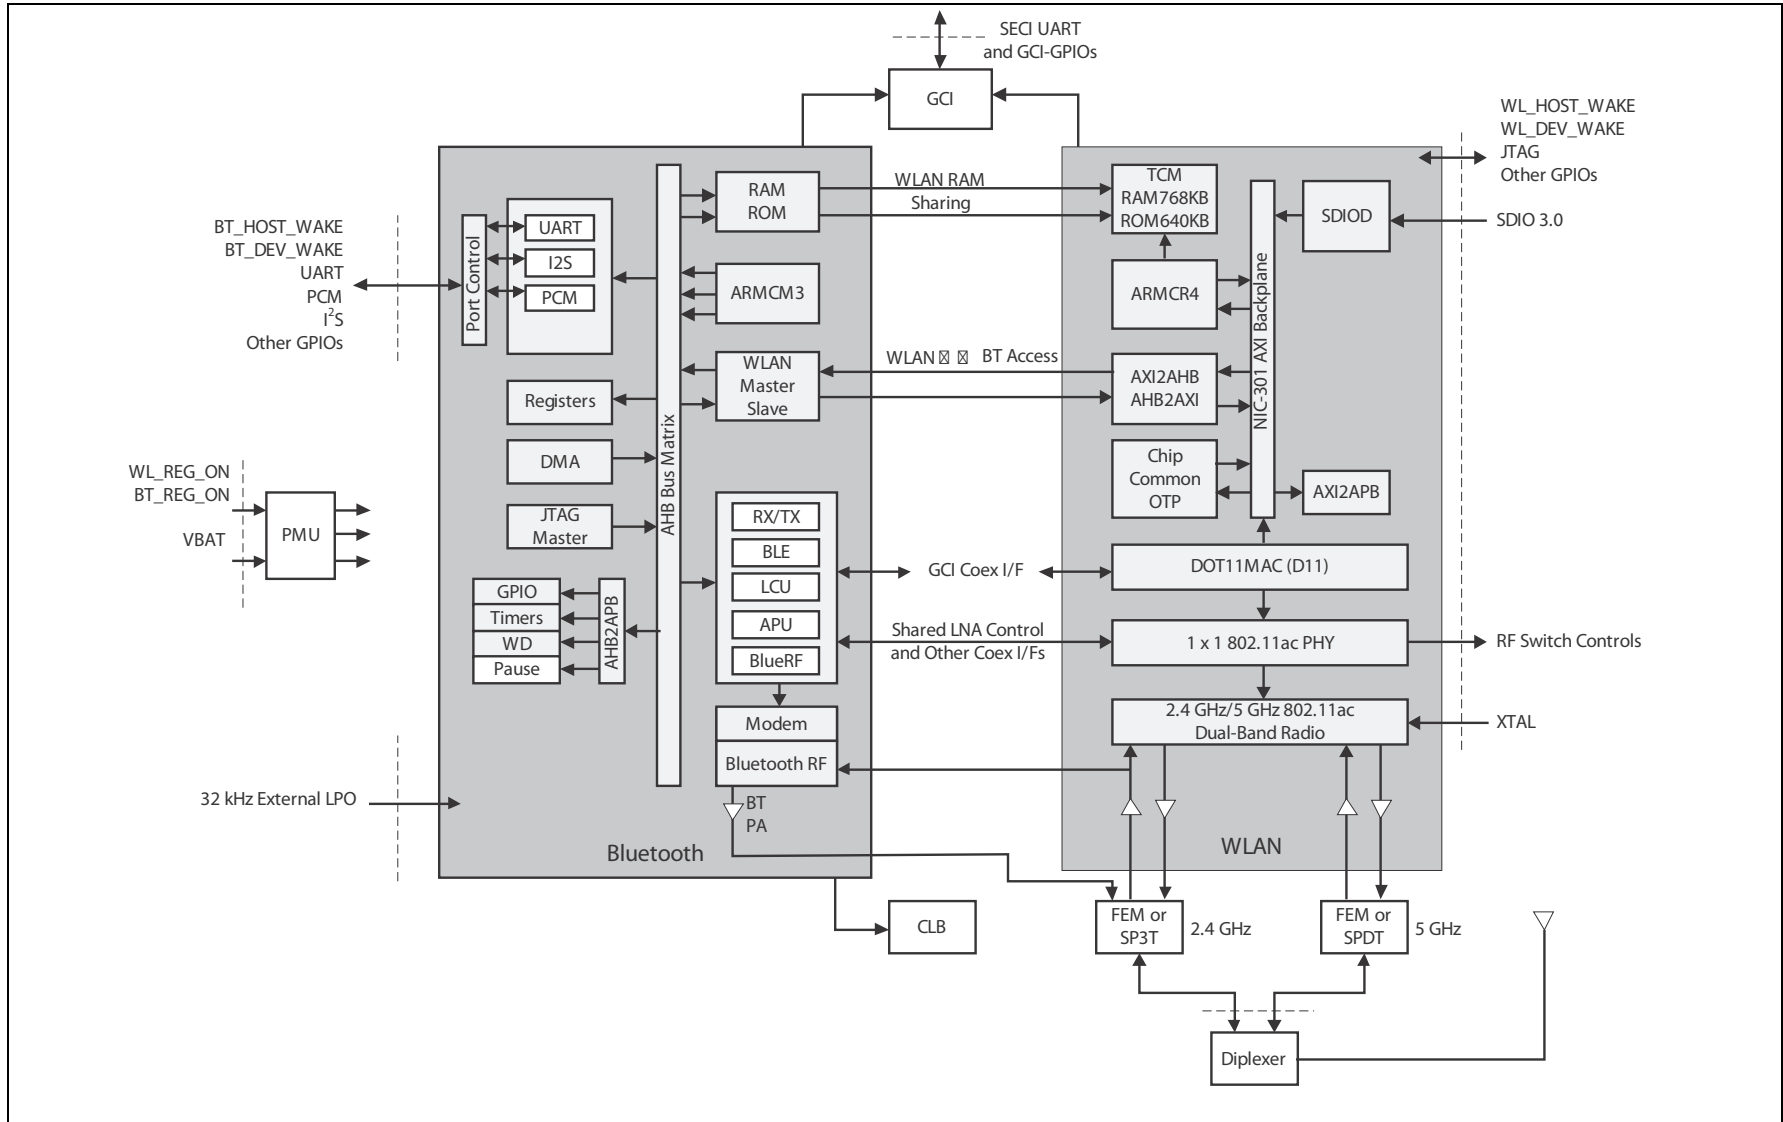 SECI UART
and GCI-GPIOs
GCI
WL_HOST_WAKE
WL_DEV_WAKE
JTAG
Other GPIOs
SDIO 3.0
BT_HOST_WAKE
BT_DEV_WAKE
UART
PCM
I²S
Other GPIOs
Port Control
UART
I2S
PCM
Registers
DMA
JTAG
Master
GPIO
Timers
WD
Pause
AHB2APB
AHB Bus Matrix
RAM
ROM
ARMCM3
WLAN
Master
Slave
RX/TX
BLE
LCU
APU
BlueRF
Modem
Bluetooth RF
BT
PA
Bluetooth
WLAN RAM
Sharing
WLAN BT Access
GCI Coex I/F
Shared LNA Control
and Other Coex I/Fs
TCM
RAM768KB
ROM640KB
ARMCR4
AXI2AHB
AHB2AXI
Chip
Common
OTP
NIC-301 AXI Backplane
SDIOD
AXI2APB
DOT11MAC (D11)
1 x 1 802.11ac PHY
2.4 GHz/5 GHz 802.11ac
Dual-Band Radio
WLAN
RF Switch Controls
XTAL
WL_REG_ON
BT_REG_ON
VBAT
PMU
32 kHz External LPO
CLB
FEM or
SP3T
2.4 GHz
FEM or
SPDT
5 GHz
Diplexer